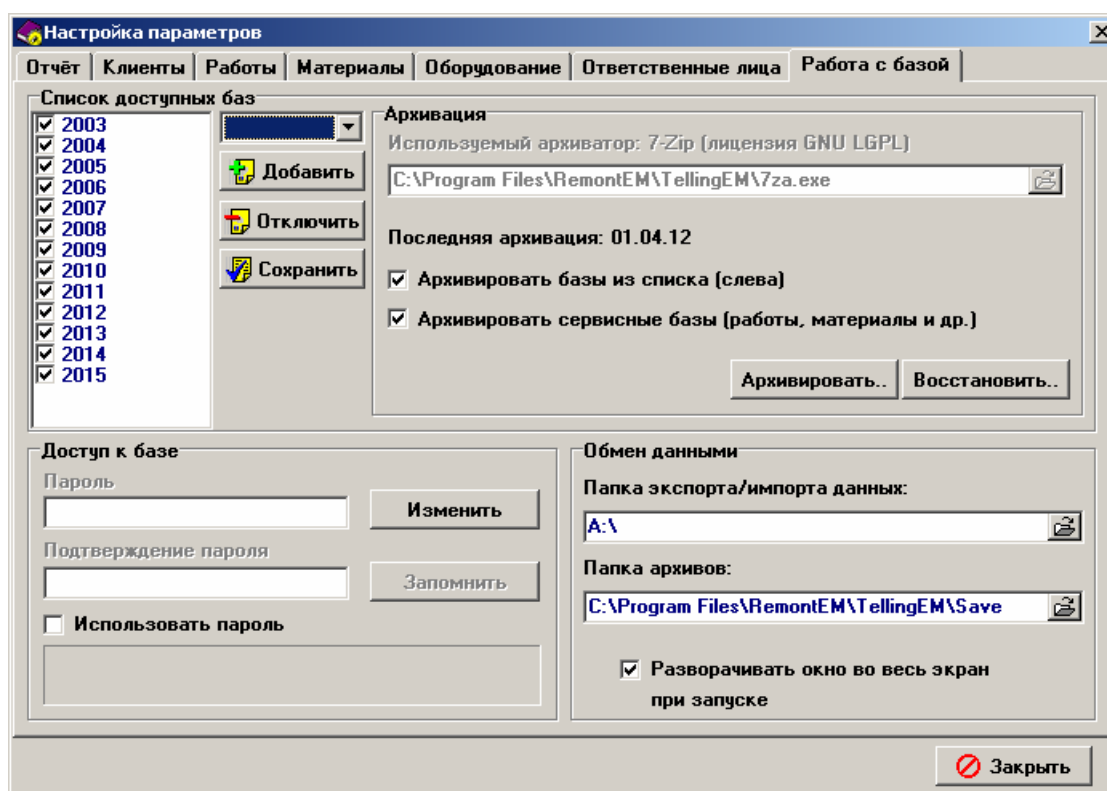 Настройка параметров
Отчёт
Клиенты
Работы
Материалы
Оборудование
Ответственные лица
Работа с базой
Список доступных баз
2003
2004
2005
2006
2007
2008
2009
2010
2011
2012
2013
2014
2015
Добавить
Отключить
Сохранить
Архивация
Используемый архиватор: 7-Zip (лицензия GNU LGPL)
C:\Program Files\RemontEM\TellingEM\7za.exe
Последняя архивация: 01.04.12
Архивировать базы из списка (слева)
Архивировать сервисные базы (работы, материалы и др.)
Архивировать..
Восстановить..
Доступ к базе
Пароль
Изменить
Подтверждение пароля
Запомнить
Использовать пароль
Обмен данными
Папка экспорта/импорта данных:
A:\
Папка архивов:
C:\Program Files\RemontEM\TellingEM\Save
Разворачивать окно во весь экран
при запуске
Закрыть